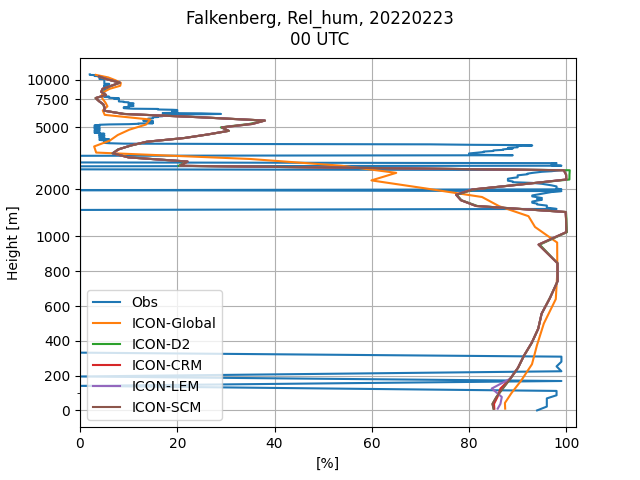 Falkenberg, Rel_hum, 20220223
00 UTC
10000
7500
5000
2000
1000
800
600
400
200
0
Height [m]
Obs
ICON-Global
ICON-D2
ICON-CRM
ICON-LEM
ICON-SCM
0 20 40 60 80 100
[%]